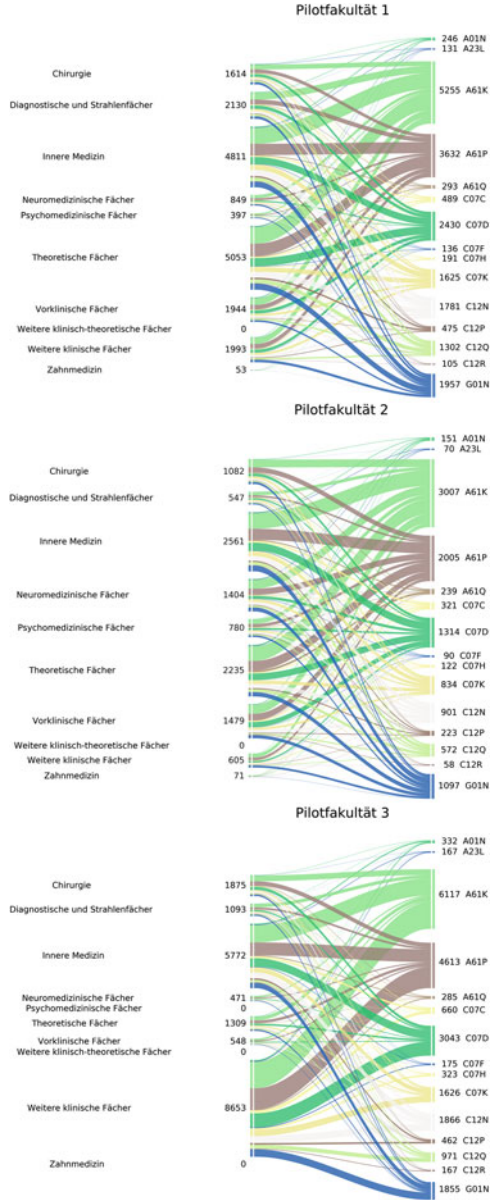 Pilotfakultät 1
246 A01N
131 A23L
Chirurgie 1614
5255 A61K
Diagnostische und Strahlenfächer 2130
3632 A61P
Innere Medizin 4811
293 A61Q
Neuromedizinische Fächer 849
489 C07C
Psychomedizinische Fächer 397
2430 C07D
136 C07F
Theoretische Fächer 5053
191 C07H
1625 C07K
Vorklinische Fächer 1944
1781 C12N
Weitere klinisch-theoretische Fächer 0
475 C12P
Weitere klinische Fächer 1993
1302 C12Q
105 C12R
Zahnmedizin 53
1957 G01N
Pilotfakultät 2
151 A01N
70 A23L
Chirurgie 1082
3007 A61K
Diagnostische und Strahlenfächer 547
Innere Medizin 2561
2005 A61P
239 A61Q
Neuromedizinische Fächer 1404
321 C07C
Psychomedizinische Fächer 780
1314 C07D
90 C07F
122 C07H
Theoretische Fächer 2235
834 C07K
901 C12N
Vorklinische Fächer 1479
223 C12P
Weitere klinisch-theoretische Fächer 0
572 C12Q
Weitere klinische Fächer 605
58 C12R
Zahnmedizin 71
1097 G01N
Pilotfakultät 3
332 A01N
167 A23L
Chirurgie 1875
6117 A61K
Diagnostische und Strahlenfächer 1093
Innere Medizin 5772
4613 A61P
Neuromedizinische Fächer 471
285 A61Q
Psychomedizinische Fächer 0
660 C07C
Theoretische Fächer 1309
Vorklinische Fächer 548
3043 C07D
Weitere klinisch-theoretische Fächer 0
175 C07F
323 C07H
1626 C07K
Weitere klinische Fächer 8653
1866 C12N
462 C12P
971 C12Q
Zahnmedizin 0
167 C12R
1855 G01N